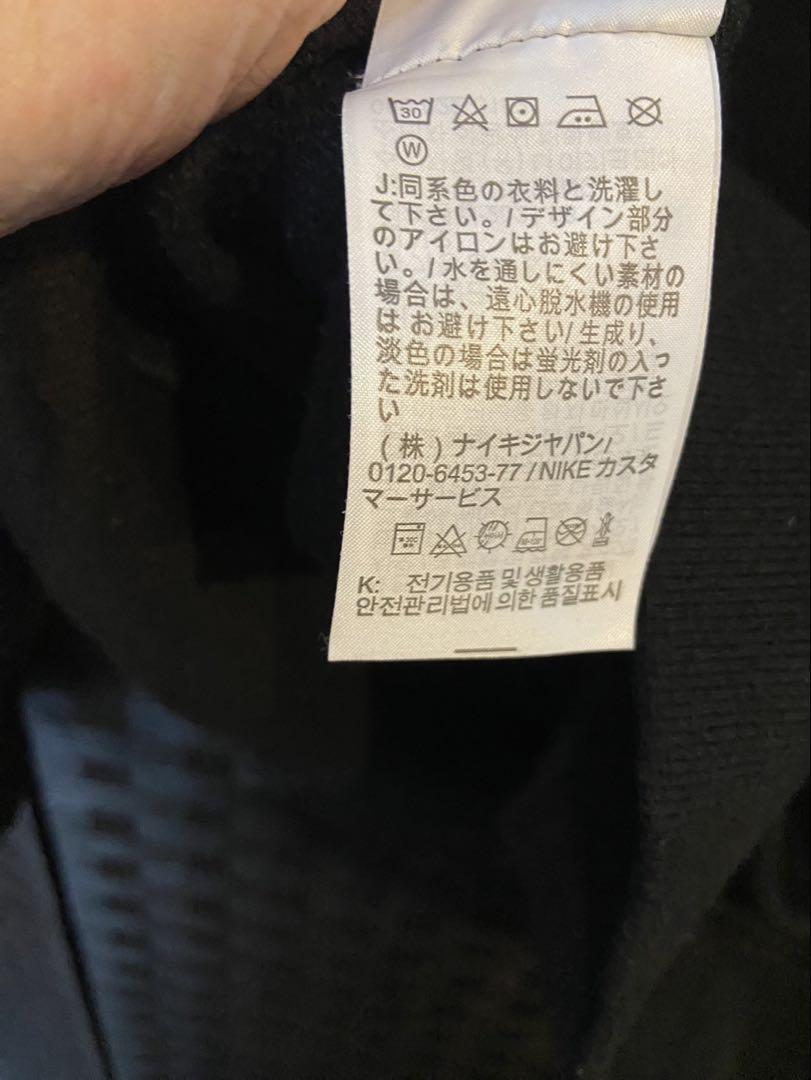 30
W
J:同系色の衣料と洗濯し
て下さい。/デザイン部分
のアイロンはお避け下さ
い。/水を通しにくい素材の
場合は、遠心脱水機の使用
は お避け下さい/生成り、
淡色の場合は蛍光剤の入っ
た洗剤は使用しないで下さ
い
(株)ナイキジヤパン/
0120-6453-77 / NIKE カスタ
マーサービス
K: 전기용품 및 생활용품
안전관리법에 의한 품질표시